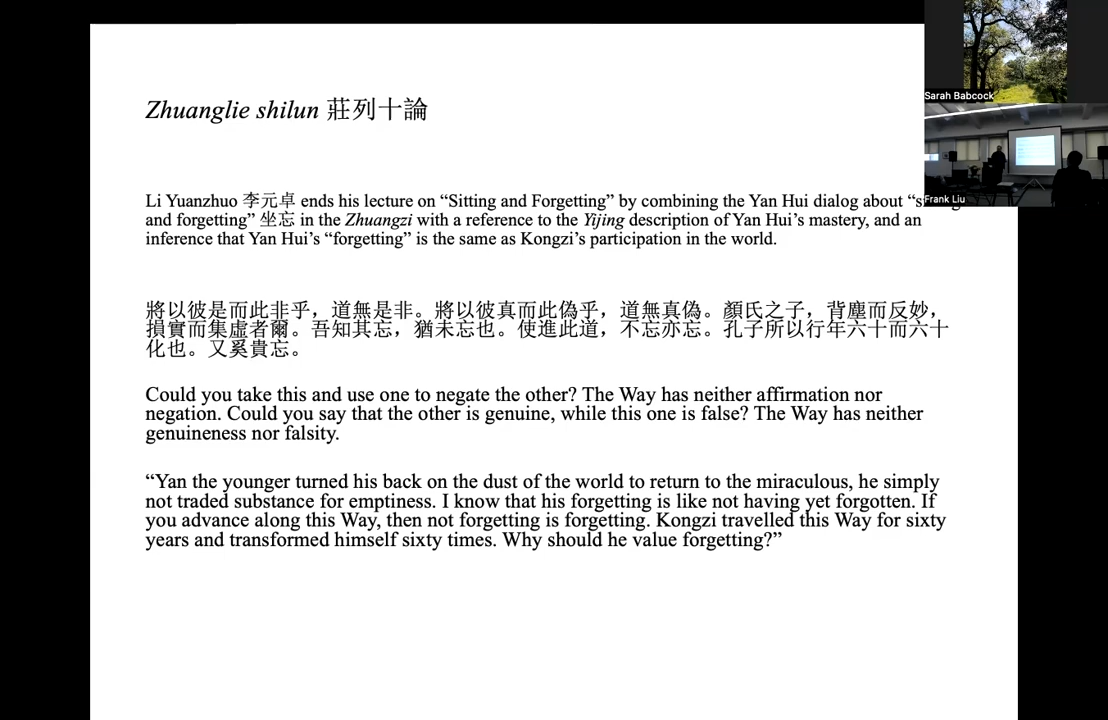 Zhuanglie shilun 莊列十論
Sarah Babcock
Frank Liu
Li Yuanzhuo 李元卓 ends his lecture on “Sitting and Forgetting” by combining the Yan Hui dialog about
and forgetting” 坐忘 in the Zhuangzi with a reference to the Yijing description of Yan Hui’s mastery, and an
inference that Yan Hui’s “forgetting” is the same as Kongzi’s participation in the world.
將以彼是而此非乎，道無是非。將以彼真而此偽乎，道無真偽。顏氏之子，背塵而反妙，
損實而集虛者爾。吾知其忘，猶未忘也。使進此道，不忘亦忘。孔子所以行年六十而六十
化也。又奚貴忘。
Could you take this and use one to negate the other? The Way has neither affirmation nor
negation. Could you say that the other is genuine, while this one is false? The Way has neither
genuineness nor falsity.
“Yan the younger turned his back on the dust of the world to return to the miraculous, he simply
not traded substance for emptiness. I know that his forgetting is like not having yet forgotten. If
you advance along this Way, then not forgetting is forgetting. Kongzi travelled this Way for sixty
years and transformed himself sixty times. Why should he value forgetting?”